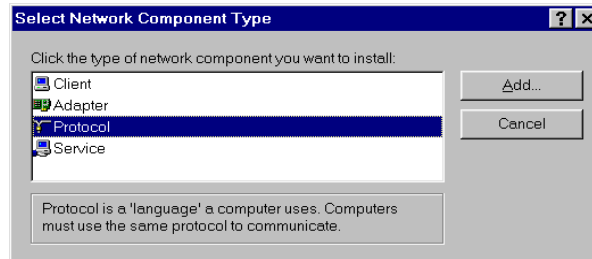 Select Network Component Type
Click the type of network component you want to install:
Client
Adapter
Protocol
Service
Add...
Cancel
Protocol is a 'language' a computer uses. Computers
must use the same protocol to communicate.